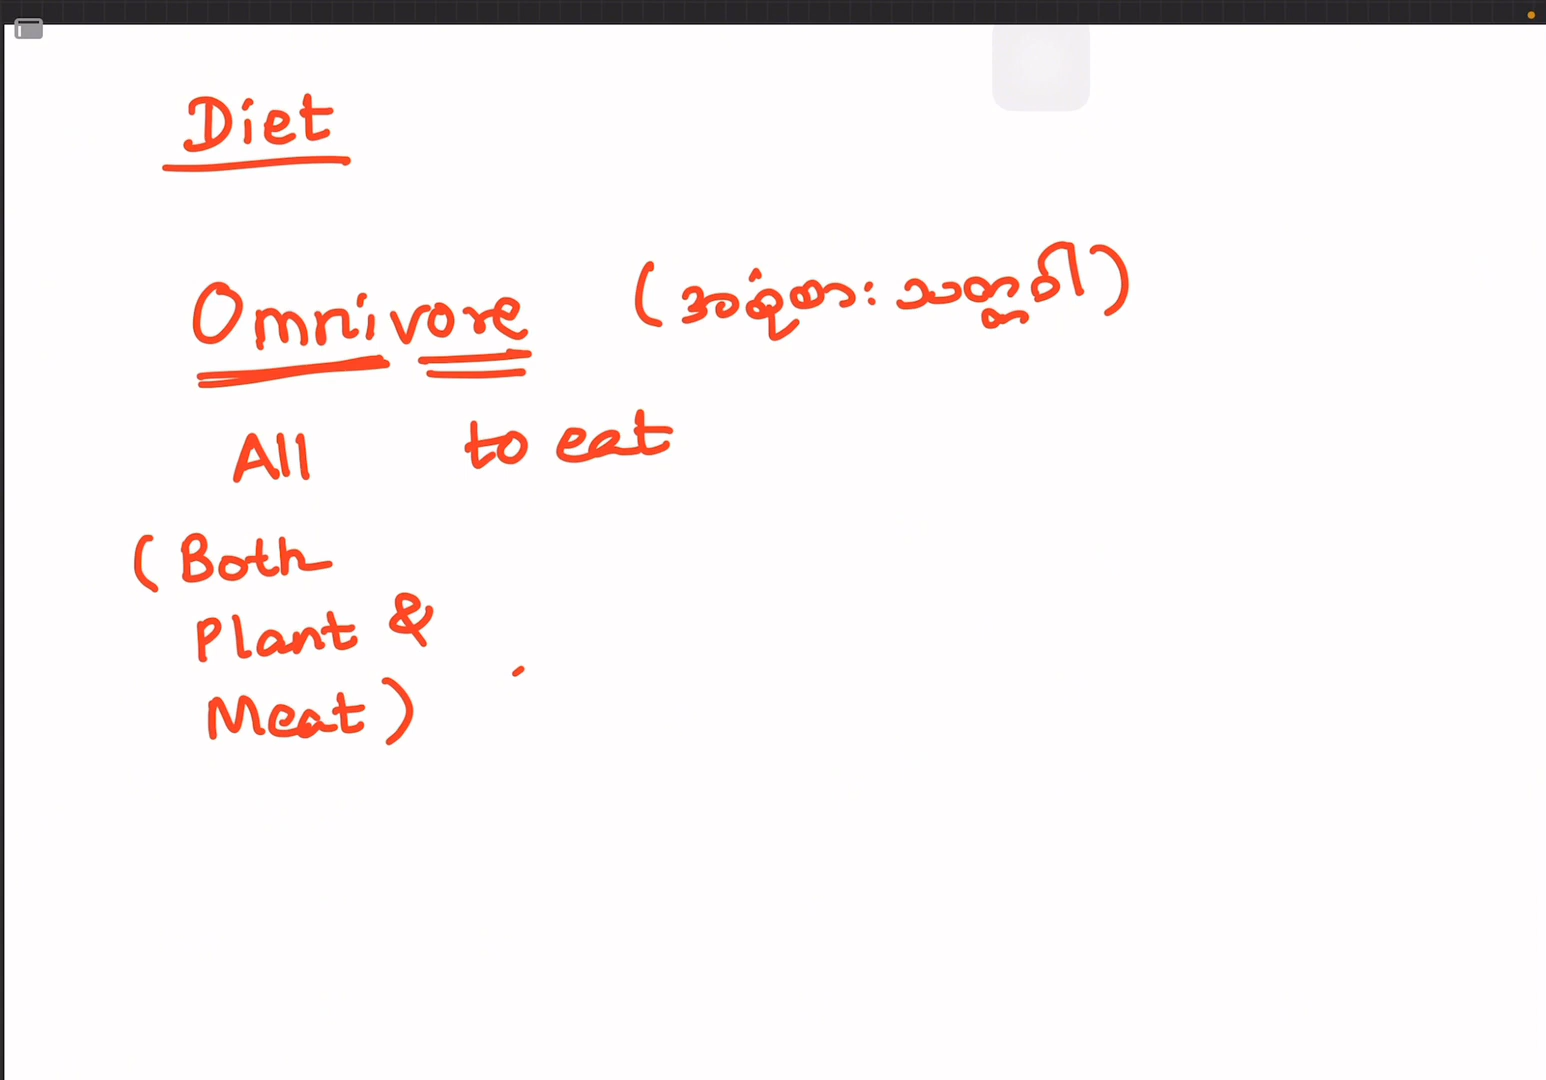 Diet
Omnivore (အစုံစား သတ္တဝါ)
All to eat
(Both
Plant &
Meat)